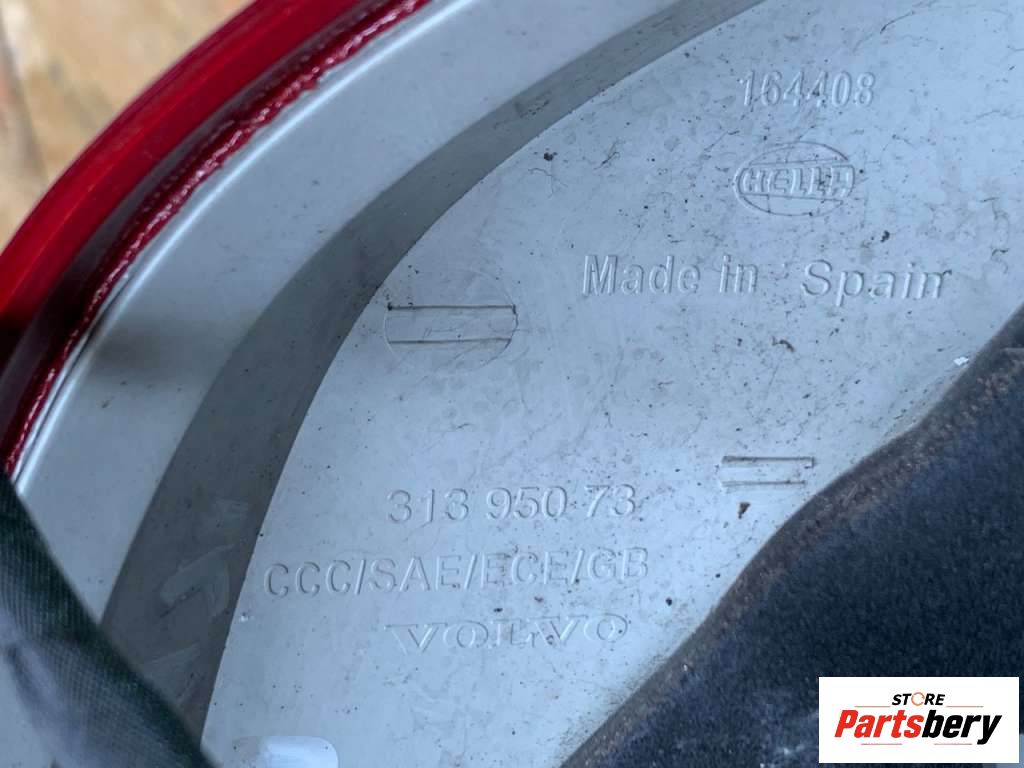 164408
HELLA
Made in Spain
313 950 73
CCC/SAE/ECE/GB
VOLVO
STORE
Partsbery